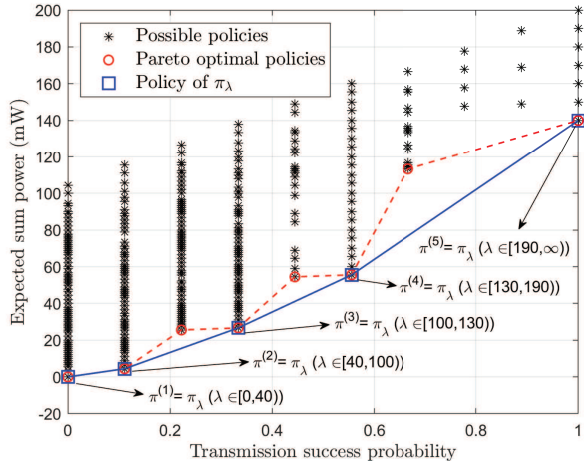 200
180
160
140
120
100
80
60
40
20
0
-20
Expected sum power (mW)
Possible policies
Pareto optimal policies
Policy of π_λ
π^(5)= π_λ (λ ∈[190,∞))
π^(4)= π_λ (λ ∈[130,190))
π^(3)= π_λ (λ ∈[100,130))
π^(2)= π_λ (λ ∈[40,100))
π^(1)= π_λ (λ ∈[0,40))
0 0.2 0.4 0.6 0.8 1
Transmission success probability